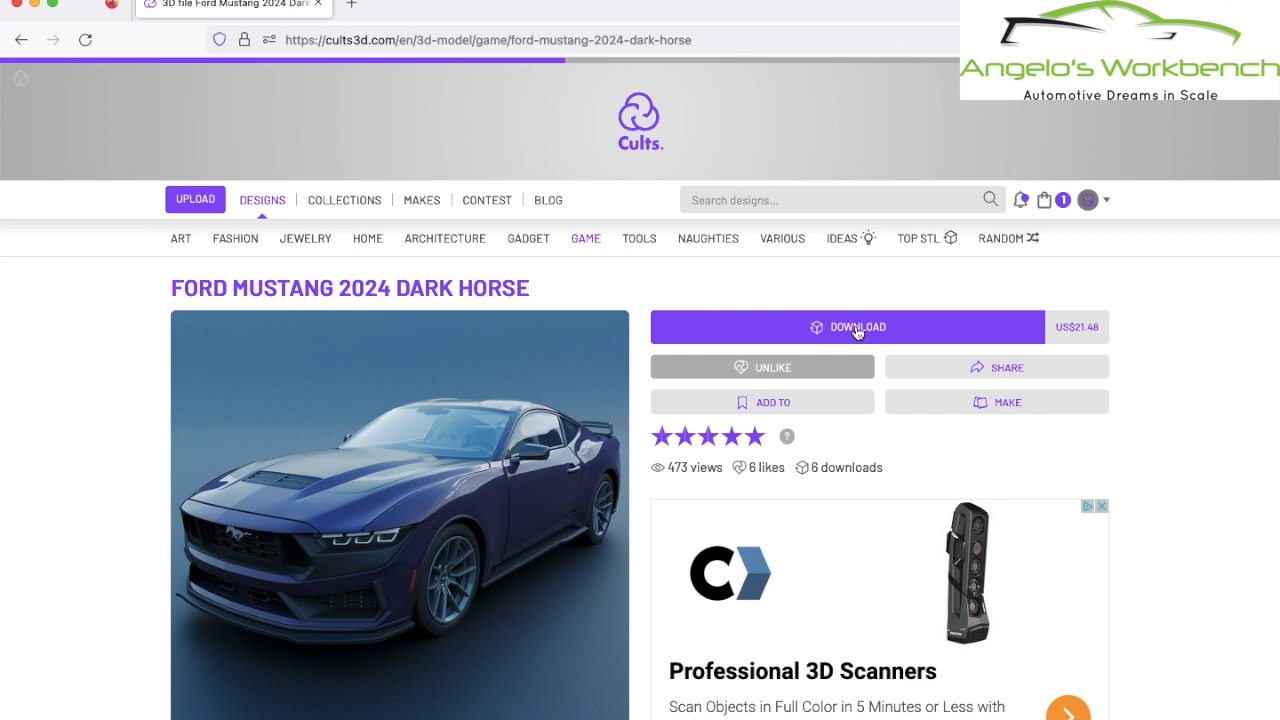 3D file Ford Mustang 2024 Dark
https://cults3d.com/en/3d-model/game/ford-mustang-2024-dark-horse
Angelo's Workbench
Automotive Dreams in Scale
Cults.
UPLOAD DESIGNS COLLECTIONS MAKES CONTEST BLOG Search designs... 1
ART FASHION JEWELRY HOME ARCHITECTURE GADGET GAME TOOLS NAUGHTIES VARIOUS IDEAS TOP STL RANDOM
FORD MUSTANG 2024 DARK HORSE
DOWNLOAD US$21.48
UNLIKE SHARE
ADD TO MAKE
?
473 views 6 likes 6 downloads
Professional 3D Scanners
Scan Objects in Full Color in 5 Minutes or Less with